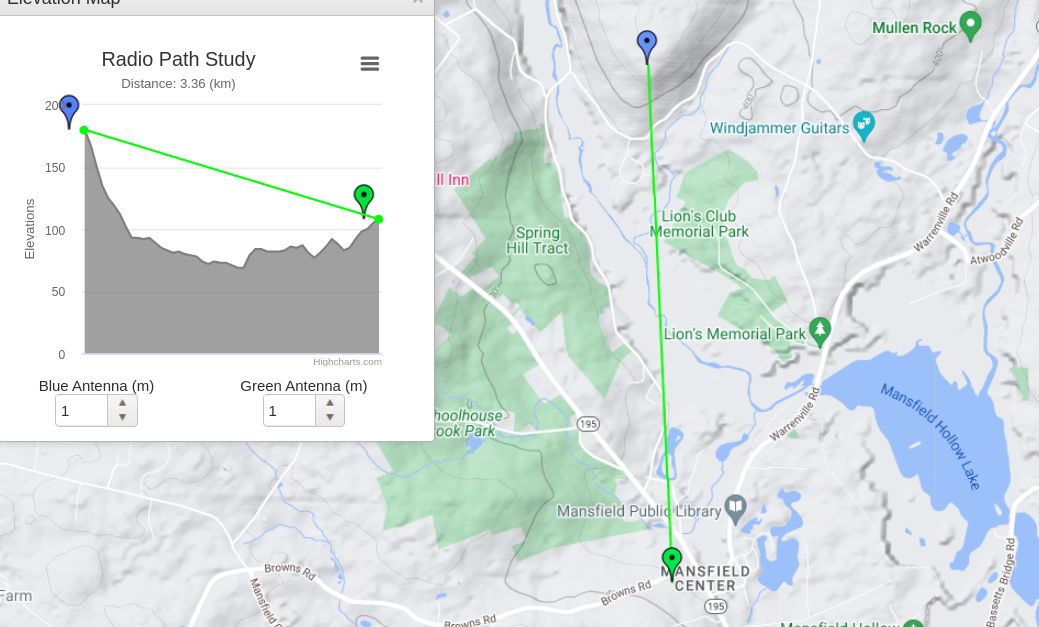 Elevation Map
×
Radio Path Study
Distance: 3.36 (km)
200
150
100
50
0
Elevations
Highcharts.com
Blue Antenna (m)
Green Antenna (m)
1
1
Mullen Rock
400
400
Windjammer Guitars
ll Inn
Lion's Club
Memorial Park
Spring
Hill Tract
Warrenville Rd
Atwoodville Rd
Lion's Memorial Park
Mansfield Hollow Lake
hoolhouse
ook Park
195
Warrenville Rd
Mansfield Public Library
MANSFIELD
CENTER
Browns Rd
Browns Rd
Browns Rd
Mansfield
195
Bassetts Bridge Rd
Farm
Mansfield Hollow